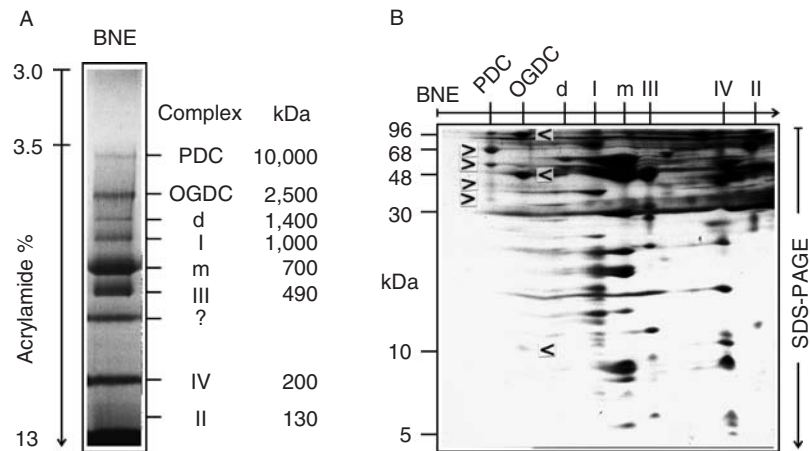 A
BNE
3.0
3.5
13
Acrylamide %
Complex kDa
PDC 10,000
OGDC 2,500
d 1,400
I 1,000
m 700
III 490
?
IV 200
II 130
B
BNE PDC OGDC d I m III IV II
96
68
48
30
kDa
10
5
SDS-PAGE